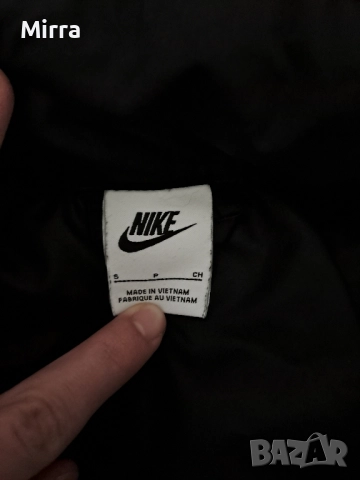 Mirra
NIKE
S P CH
MADE IN VIETNAM
FABRIQUE AU VIETNAM
BAZAR